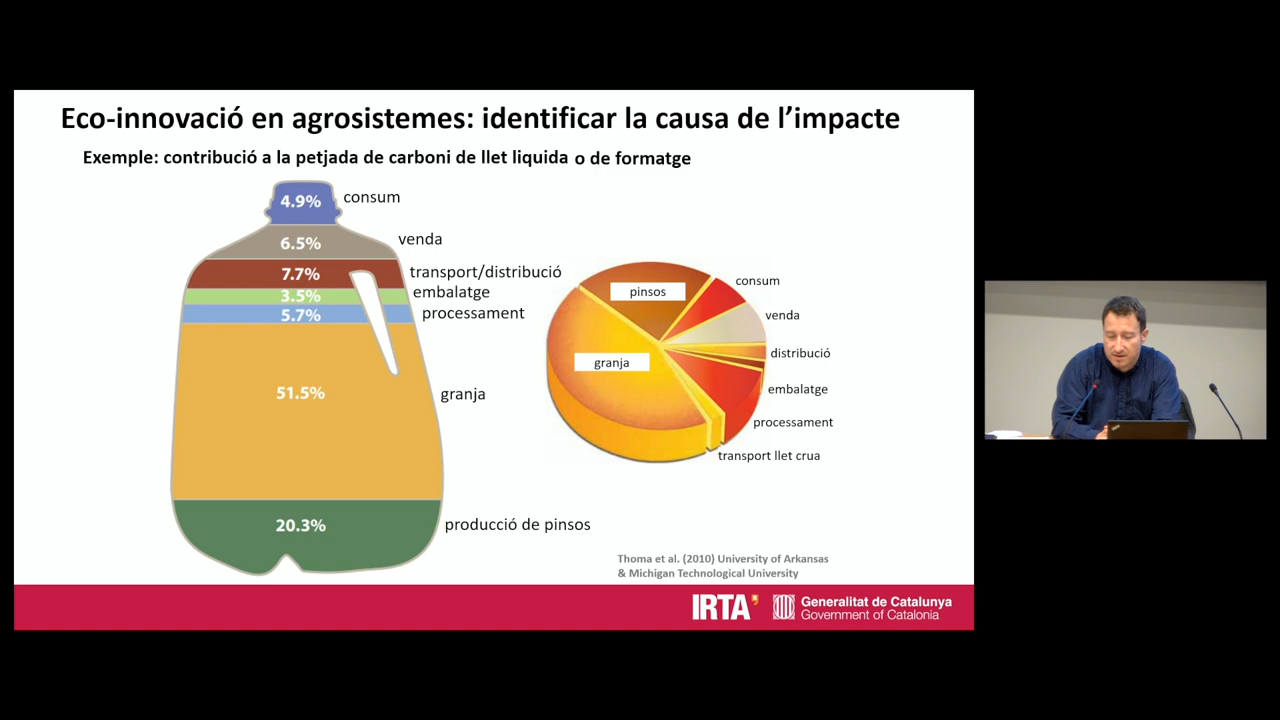 Eco-innovació en agrosistemes: identificar la causa de l’impacte
Exemple: contribució a la petjada de carboni de llet liquida o de formatge
4.9% consum
6.5% venda
7.7% transport/distribució
3.5% embalatge
5.7% processament
51.5% granja
20.3% producció de pinsos
pinsos
granja
consum
venda
distribució
embalatge
processament
transport llet crua
Thoma et al. (2010) University of Arkansas
& Michigan Technological University
IRTA
Generalitat de Catalunya
Government of Catalonia